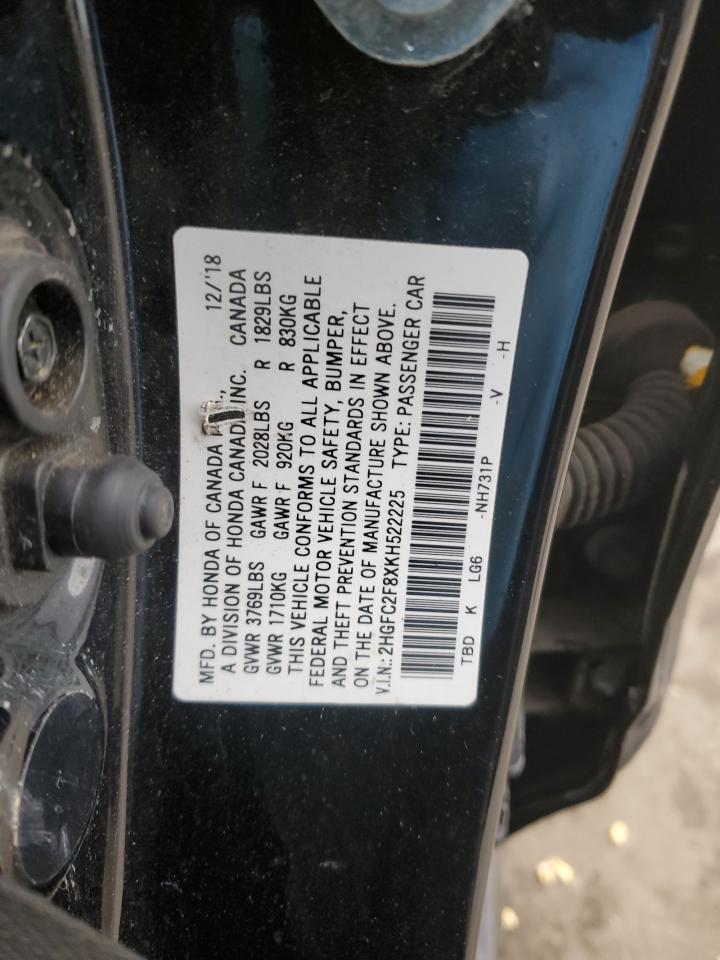 MFD. BY HONDA OF CANADA 12/'18
A DIVISION OF HONDA CANADA INC. CANADA
GVWR 3769LBS GAWR F 2028LBS R 1829LBS
GVWR 1710KG GAWR F 920KG R 830KG
THIS VEHICLE CONFORMS TO ALL APPLICABLE
FEDERAL MOTOR VEHICLE SAFETY, BUMPER,
AND THEFT PREVENTION STANDARDS IN EFFECT
ON THE DATE OF MANUFACTURE SHOWN ABOVE.
V.I.N.: 2HGFC2F8XKH522225 TYPE: PASSENGER CAR
TBD K LG6 -NH731P -V -H